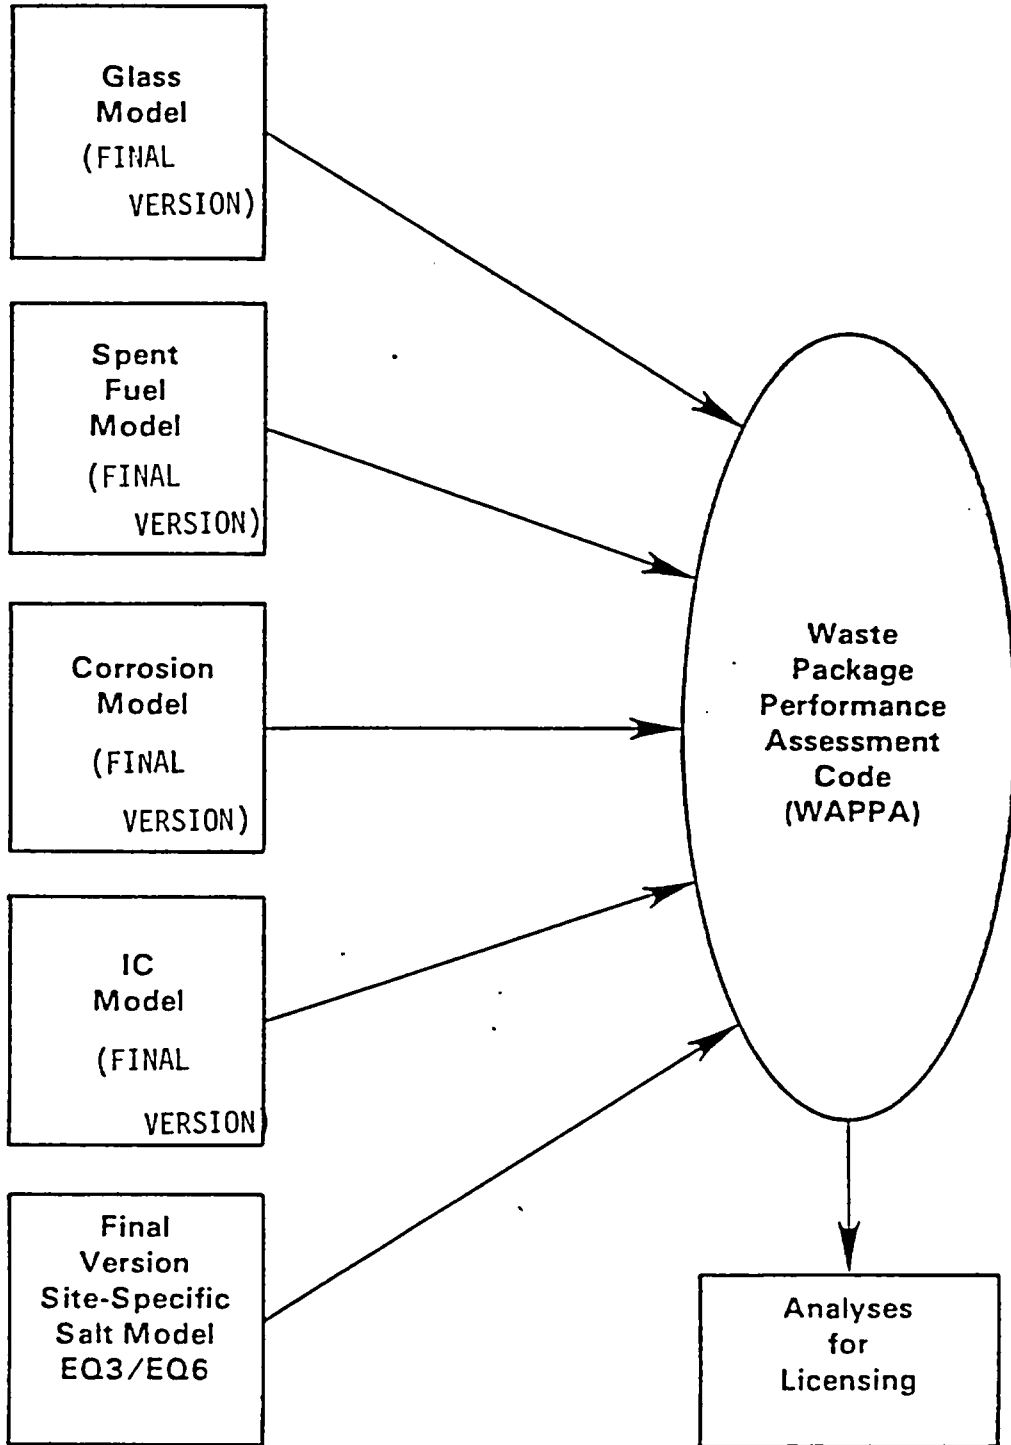 Glass
Model
(FINAL
VERSION)
Spent
Fuel
Model
(FINAL
VERSION)
Corrosion
Model
(FINAL
VERSION)
IC
Model
(FINAL
VERSION)
Final
Version
Site-Specific
Salt Model
EQ3/EQ6
Waste
Package
Performance
Assessment
Code
(WAPPA)
Analyses
for
Licensing